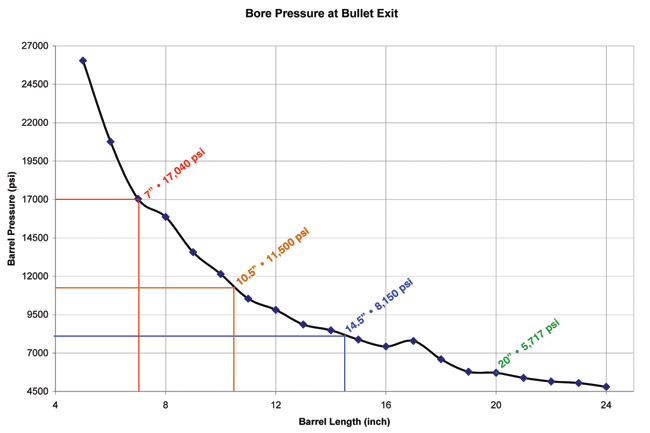 Bore Pressure at Bullet Exit
27000
24500
22000
19500
17000
14500
12000
9500
7000
4500
Barrel Pressure (psi)
7" • 17,040 psi
10.5" • 11,500 psi
14.5" • 8,150 psi
20" • 5,717 psi
4 8 12 16 20 24
Barrel Length (inch)